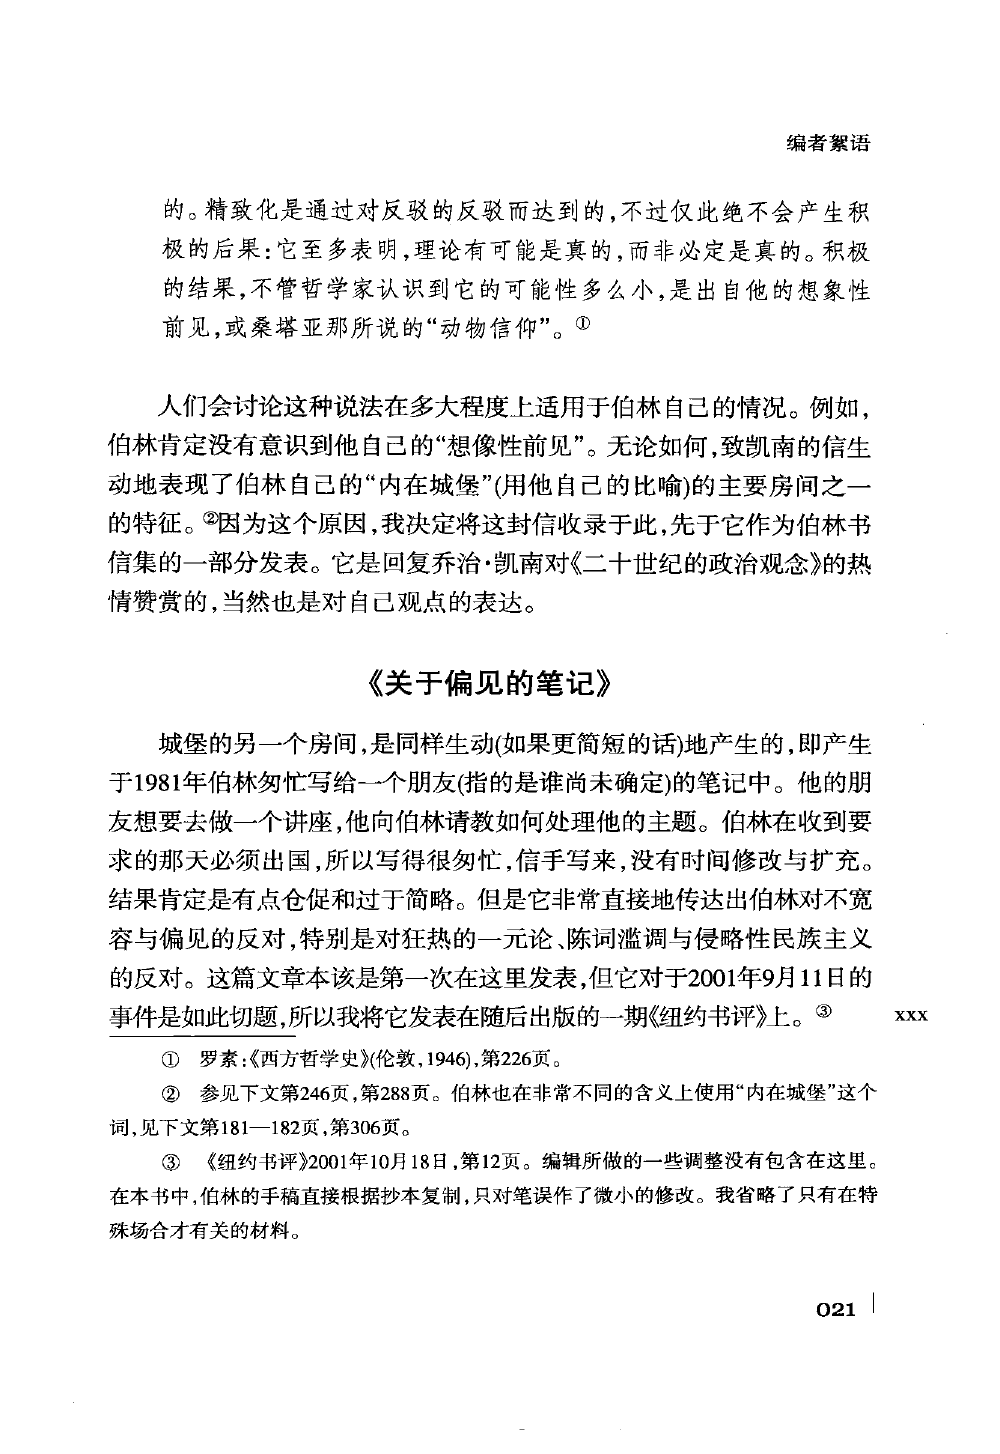 编者絮语
的。精致化是通过对反驳的反驳而达到的,不过仅此绝不会产生积
极的后果:它至多表明,理论有可能是真的,而非必定是真的。积极
的结果,不管哲学家认识到它的可能性多么小,是出自他的想象性
前见,或桑塔亚那所说的“动物信仰”。①
人们会讨论这种说法在多大程度上适用于伯林自己的情况。例如,
伯林肯定没有意识到他自己的“想像性前见”。无论如何,致凯南的信生
动地表现了伯林自己的“内在城堡”(用他自己的比喻)的主要房间之一
的特征。②因为这个原因,我决定将这封信收录于此,先于它作为伯林书
信集的一部分发表。它是回复乔治·凯南对《二十世纪的政治观念》的热
情赞赏的,当然也是对自己观点的表达。
《关于偏见的笔记》
城堡的另一个房间,是同样生动(如果更简短的话)地产生的,即产生
于1981年伯林匆忙写给一个朋友(指的是谁尚未确定)的笔记中。他的朋
友想要去做一个讲座,他向伯林请教如何处理他的主题。伯林在收到要
求的那天必须出国,所以写得很匆忙,信手写来,没有时间修改与扩充。
结果肯定是有点仓促和过于简略。但是它非常直接地传达出伯林对不宽
容与偏见的反对,特别是对狂热的一元论、陈词滥调与侵略性民族主义
的反对。这篇文章本该是第一次在这里发表,但它对于2001年9月11日的
事件是如此切题,所以我将它发表在随后出版的一期《纽约书评》上。③
xxx
① 罗素:《西方哲学史》(伦敦,1946),第226页。
② 参见下文第246页,第288页。伯林也在非常不同的含义上使用“内在城堡”这个
词,见下文第181—182页,第306页。
③ 《纽约书评》2001年10月18日,第12页。编辑所做的一些调整没有包含在这里。
在本书中,伯林的手稿直接根据抄本复制,只对笔误作了微小的修改。我省略了只有在特
殊场合才有关的材料。
021